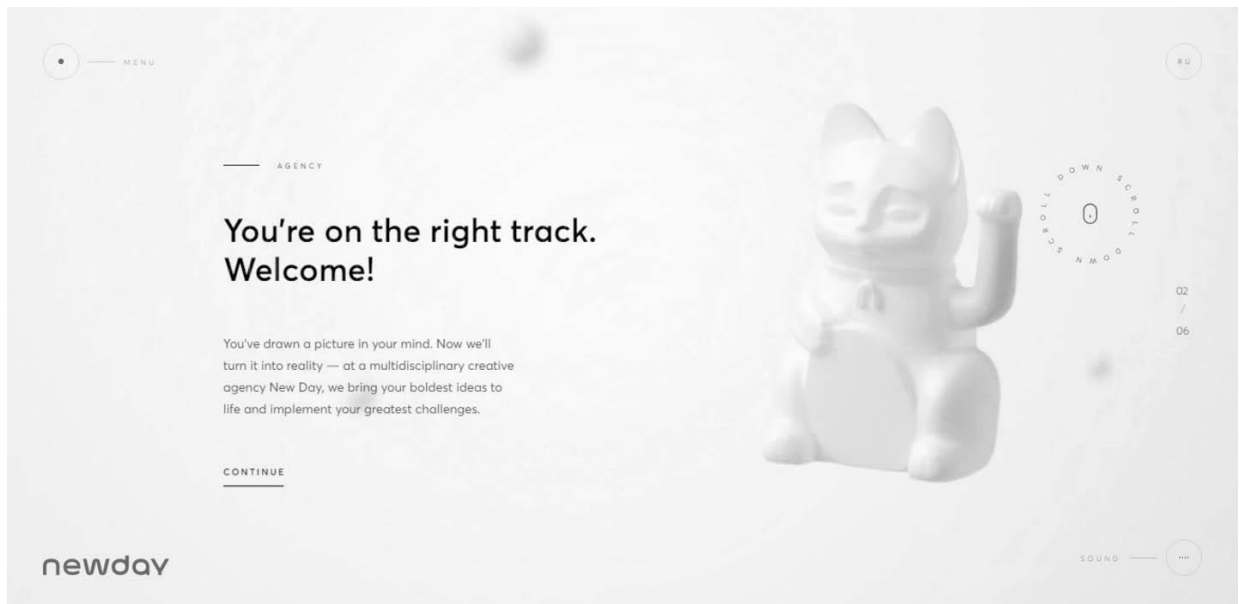 MENU
RU
AGENCY
You're on the right track.
Welcome!
SCROLL DOWN SCROLL DOWN
02
/
06
You've drawn a picture in your mind. Now we'll
turn it into reality — at a multidisciplinary creative
agency New Day, we bring your boldest ideas to
life and implement your greatest challenges.
CONTINUE
newday
SOUND